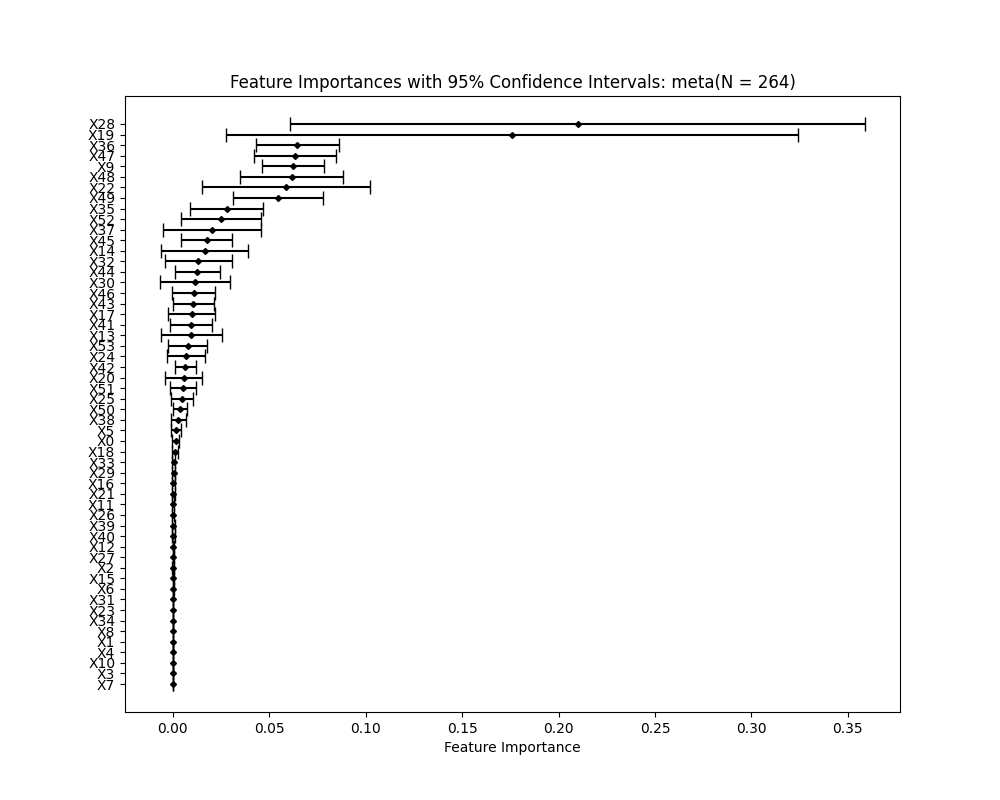 Feature Importances with 95% Confidence Intervals: meta(N = 264)
X28
X19
X36
X47
X9
X48
X22
X49
X35
X52
X37
X45
X14
X32
X44
X30
X46
X43
X17
X41
X13
X53
X24
X42
X20
X51
X25
X50
X38
X5
X0
X18
X33
X29
X16
X21
X11
X26
X39
X40
X12
X27
X2
X15
X6
X31
X23
X34
X8
X1
X4
X10
X3
X7
0.00 0.05 0.10 0.15 0.20 0.25 0.30 0.35
Feature Importance